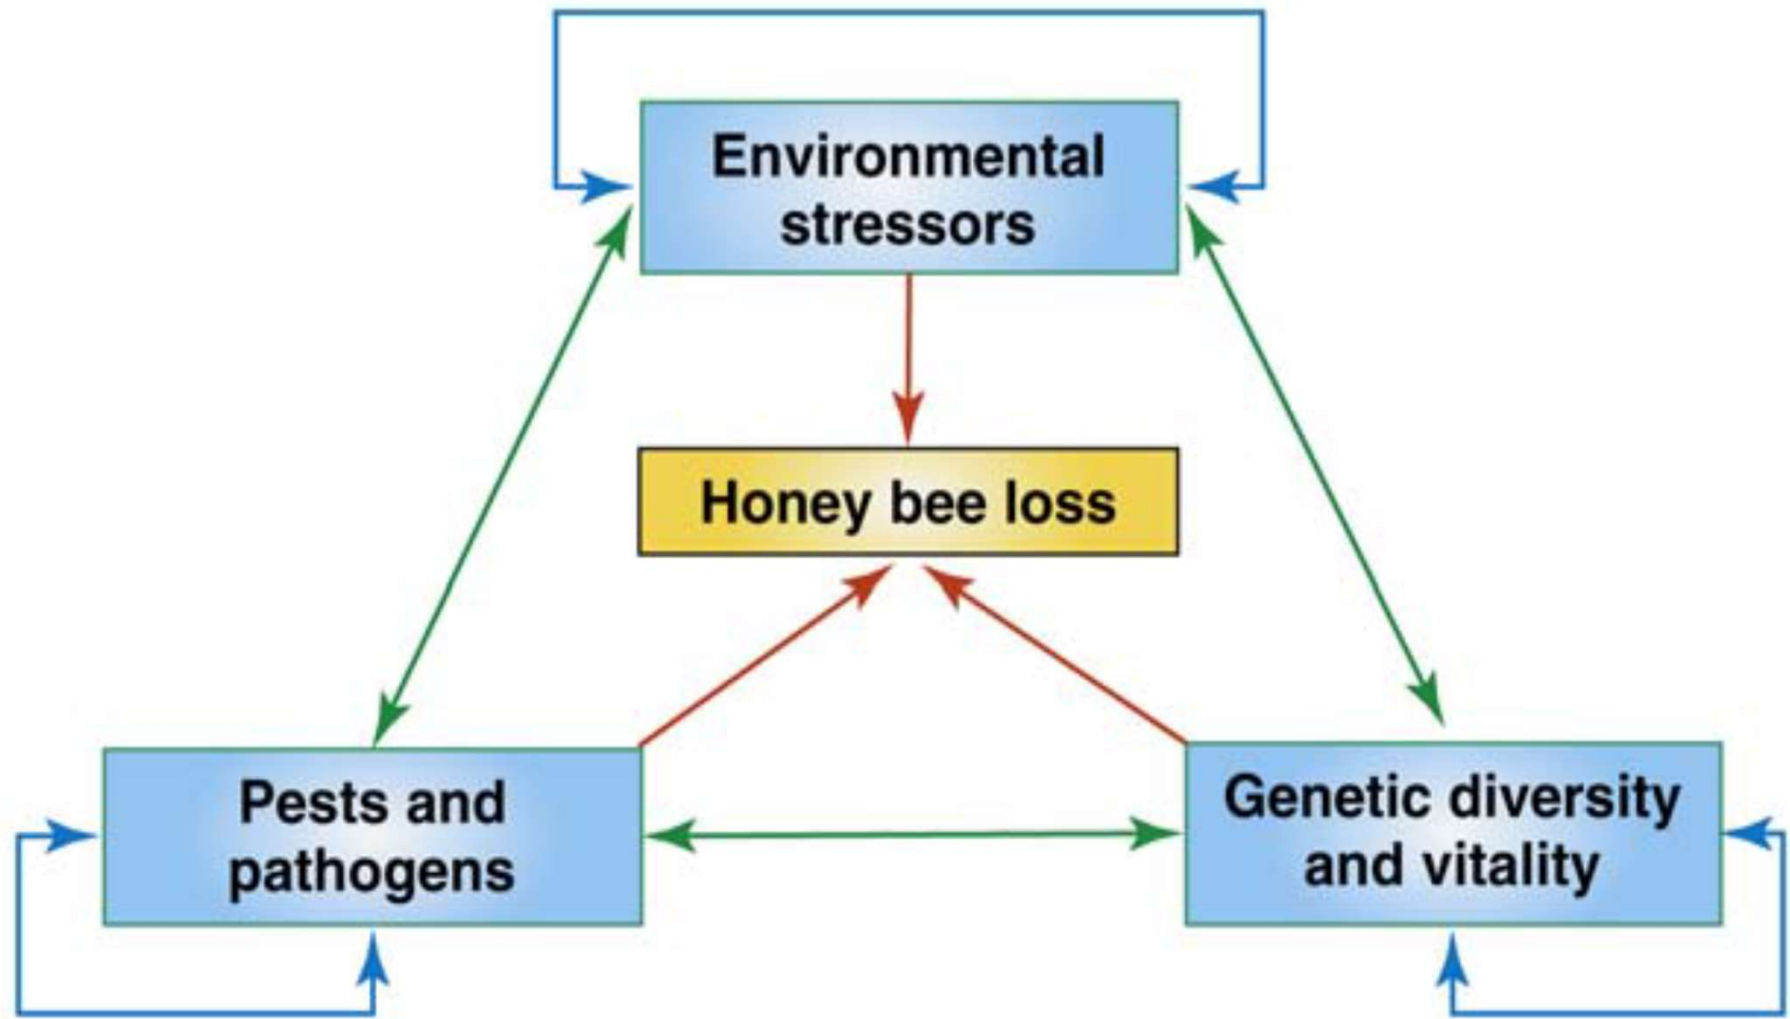 Environmental
stressors
Honey bee loss
Pests and
pathogens
Genetic diversity
and vitality